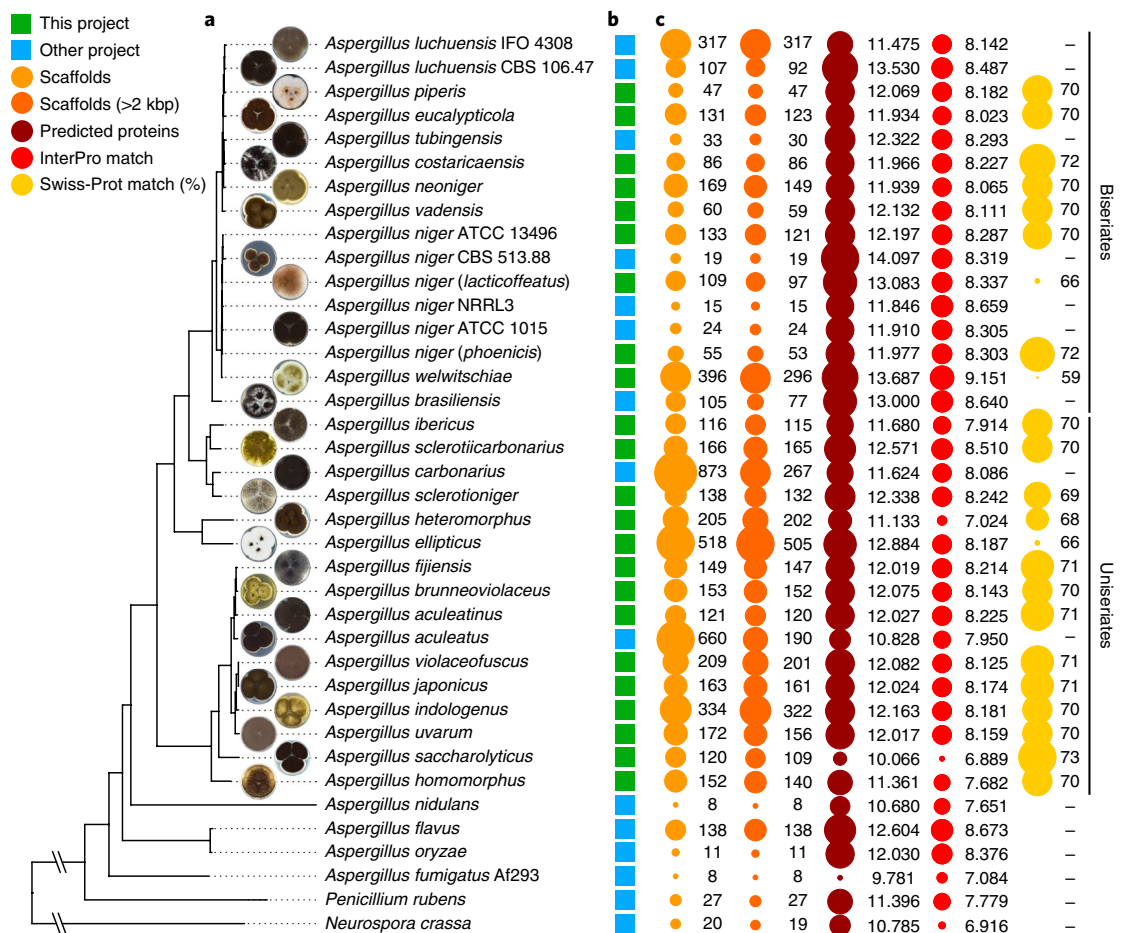 This project
Other project
Scaffolds
Scaffolds (>2 kbp)
Predicted proteins
InterPro match
Swiss-Prot match (%)
a b c
Aspergillus luchuensis IFO 4308 317 317 11.475 8.142 –
Aspergillus luchuensis CBS 106.47 107 92 13.530 8.487 –
Aspergillus piperis 47 47 12.069 8.182 70
Aspergillus eucalypticola 131 123 11.934 8.023 70
Aspergillus tubingensis 33 30 12.322 8.293 –
Aspergillus costaricaensis 86 86 11.966 8.227 72
Aspergillus neoniger 169 149 11.939 8.065 70
Aspergillus vadensis 60 59 12.132 8.111 70
Aspergillus niger ATCC 13496 133 121 12.197 8.287 70
Aspergillus niger CBS 513.88 19 19 14.097 8.319 –
Aspergillus niger (lacticoffeatus) 109 97 13.083 8.337 66
Aspergillus niger NRRL3 15 15 11.846 8.659 –
Aspergillus niger ATCC 1015 24 24 11.910 8.305 –
Aspergillus niger (phoenicis) 55 53 11.977 8.303 72
Aspergillus welwitschiae 396 296 13.687 9.151 59
Aspergillus brasiliensis 105 77 13.000 8.640 –
Biseriates
Aspergillus ibericus 116 115 11.680 7.914 70
Aspergillus sclerotiicarbonarius 166 165 12.571 8.510 70
Aspergillus carbonarius 873 267 11.624 8.086 –
Aspergillus sclerotioniger 138 132 12.338 8.242 69
Aspergillus heteromorphus 205 202 11.133 7.024 68
Aspergillus ellipticus 518 505 12.884 8.187 66
Aspergillus fijiensis 149 147 12.019 8.214 71
Aspergillus brunneoviolaceus 153 152 12.075 8.143 70
Aspergillus aculeatinus 121 120 12.027 8.225 71
Aspergillus aculeatus 660 190 10.828 7.950 –
Aspergillus violaceofuscus 209 201 12.082 8.125 71
Aspergillus japonicus 163 161 12.024 8.174 71
Aspergillus indologenus 334 322 12.163 8.181 70
Aspergillus uvarum 172 156 12.017 8.159 70
Aspergillus saccharolyticus 120 109 10.066 6.889 73
Aspergillus homomorphus 152 140 11.361 7.682 70
Uniseriates
Aspergillus nidulans 8 8 10.680 7.651 –
Aspergillus flavus 138 138 12.604 8.673 –
Aspergillus oryzae 11 11 12.030 8.376 –
Aspergillus fumigatus Af293 8 8 9.781 7.084 –
Penicillium rubens 27 27 11.396 7.779 –
Neurospora crassa 20 19 10.785 6.916 –